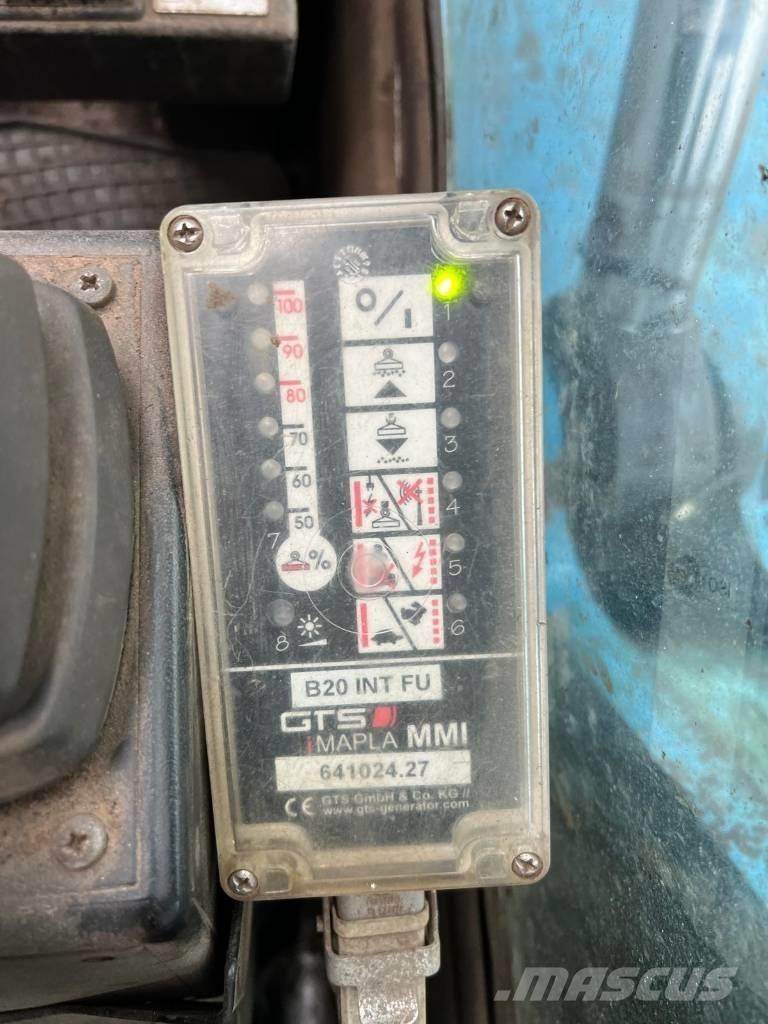 100
90
80
70
60
50
7
%
8
O/I
1
2
3
4
5
6
B20 INT FU
GTS
iMAPLA MMI
641024.27
CE GTS GmbH & Co. KG //
www.gts-generator.com
MASCUS